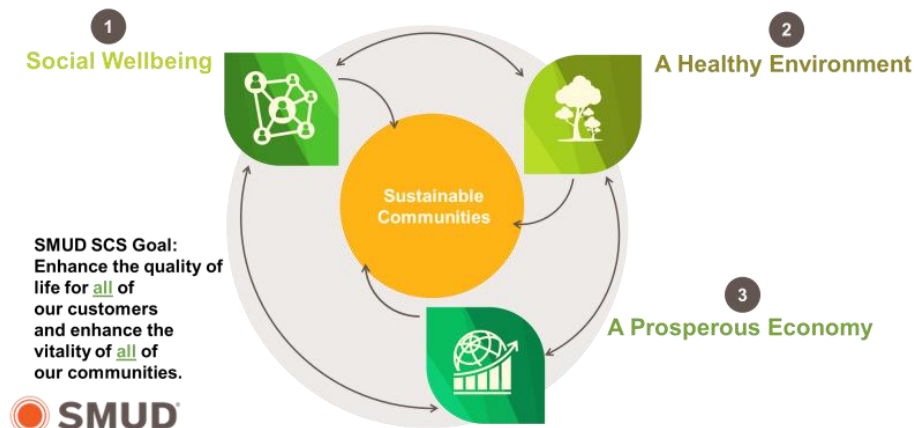 1
Social Wellbeing
2
A Healthy Environment
Sustainable
Communities
SMUD SCS Goal:
Enhance the quality of
life for all of
our customers
and enhance the
vitality of all of
our communities.
3
A Prosperous Economy
SMUD